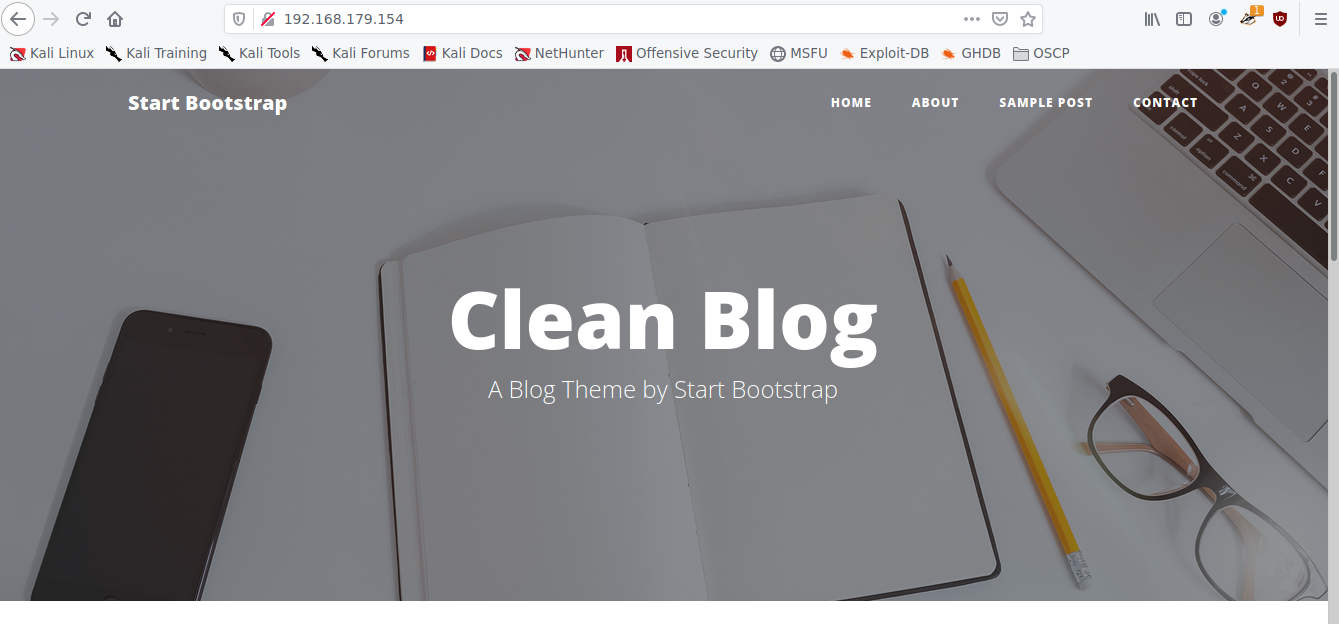 192.168.179.154
1
Kali Linux Kali Training Kali Tools Kali Forums Kali Docs NetHunter Offensive Security MSFU Exploit-DB GHDB OSCP
Start Bootstrap HOME ABOUT SAMPLE POST CONTACT
Clean Blog
A Blog Theme by Start Bootstrap